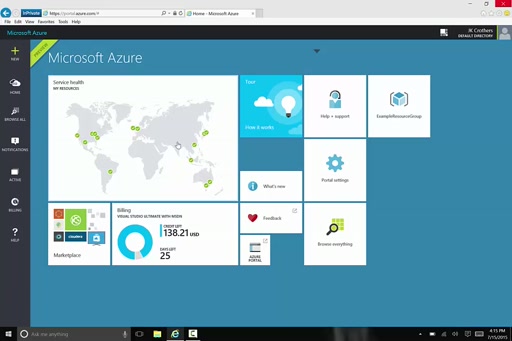 InPrivate
https://portal.azure.com/#
Home - Microsoft Azure
File Edit View Favorites Tools Help
Microsoft Azure
JK Crothers
DEFAULT DIRECTORY
PREVIEW
Microsoft Azure
NEW
HOME
BROWSE ALL
NOTIFICATIONS
ACTIVE
BILLING
HELP
Service health
MY RESOURCES
Tour
How it works
Help + support
ExampleResourceGroup
What's new
Portal settings
Marketplace
Billing
VISUAL STUDIO ULTIMATE WITH MSDN
CREDIT LEFT
138.21 USD
DAYS LEFT
25
Feedback
AZURE
PORTAL
Browse everything
Ask me anything
4:15 PM
7/15/2015